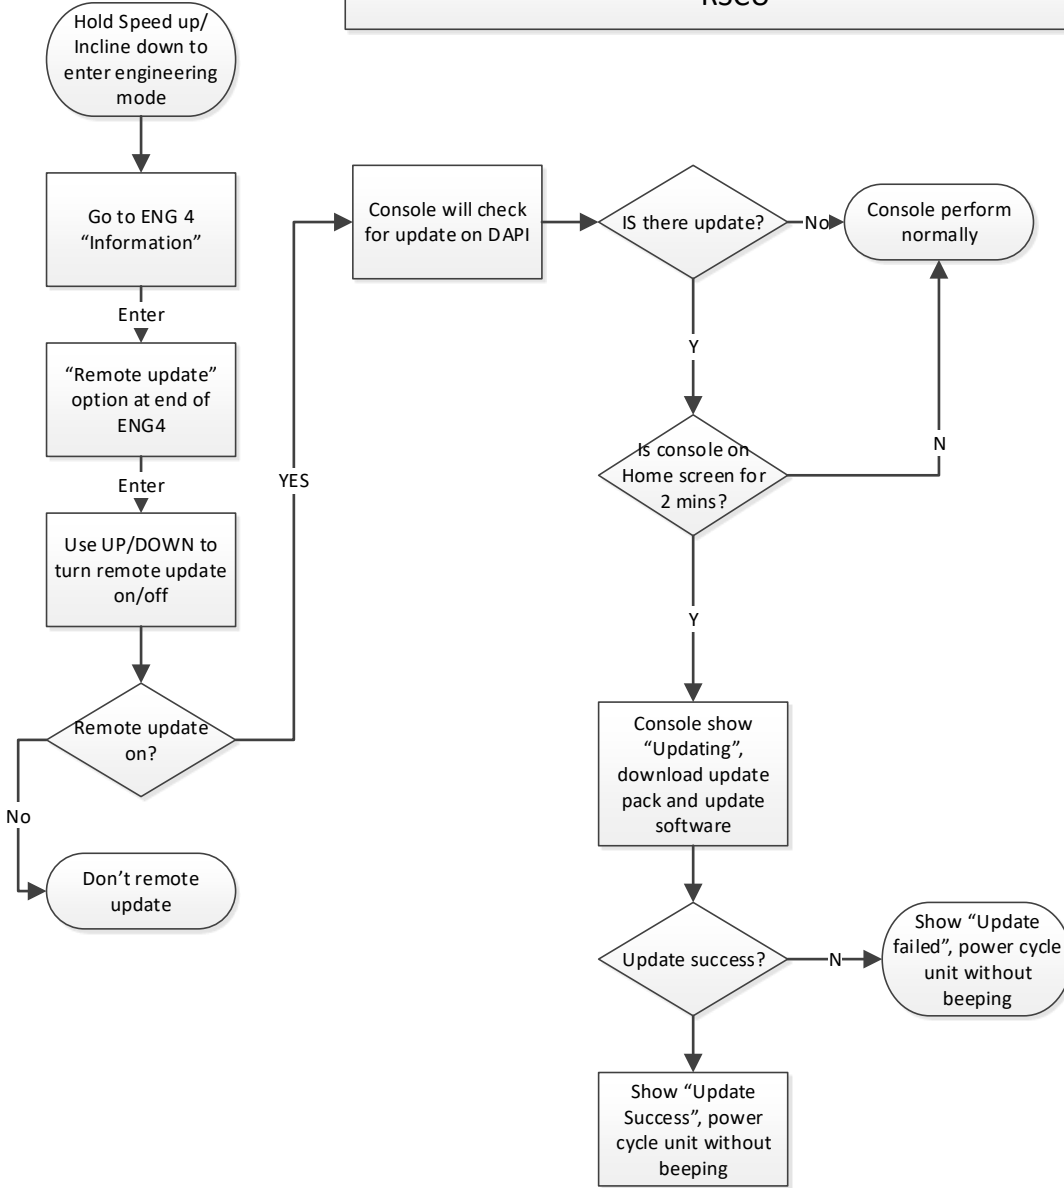 Hold Speed up/
Incline down to
enter engineering
mode
Go to ENG 4
“Information”
Enter
“Remote update”
option at end of
ENG4
Enter
Use UP/DOWN to
turn remote update
on/off
Remote update
on?
No
Don’t remote
update
YES
Console will check
for update on DAPI
IS there update?
No
Console perform
normally
Y
Is console on
Home screen for
2 mins?
N
Y
Console show
“Updating”,
download update
pack and update
software
Update success?
N
Show “Update
failed”, power cycle
unit without
beeping
Show “Update
Success”, power
cycle unit without
beeping